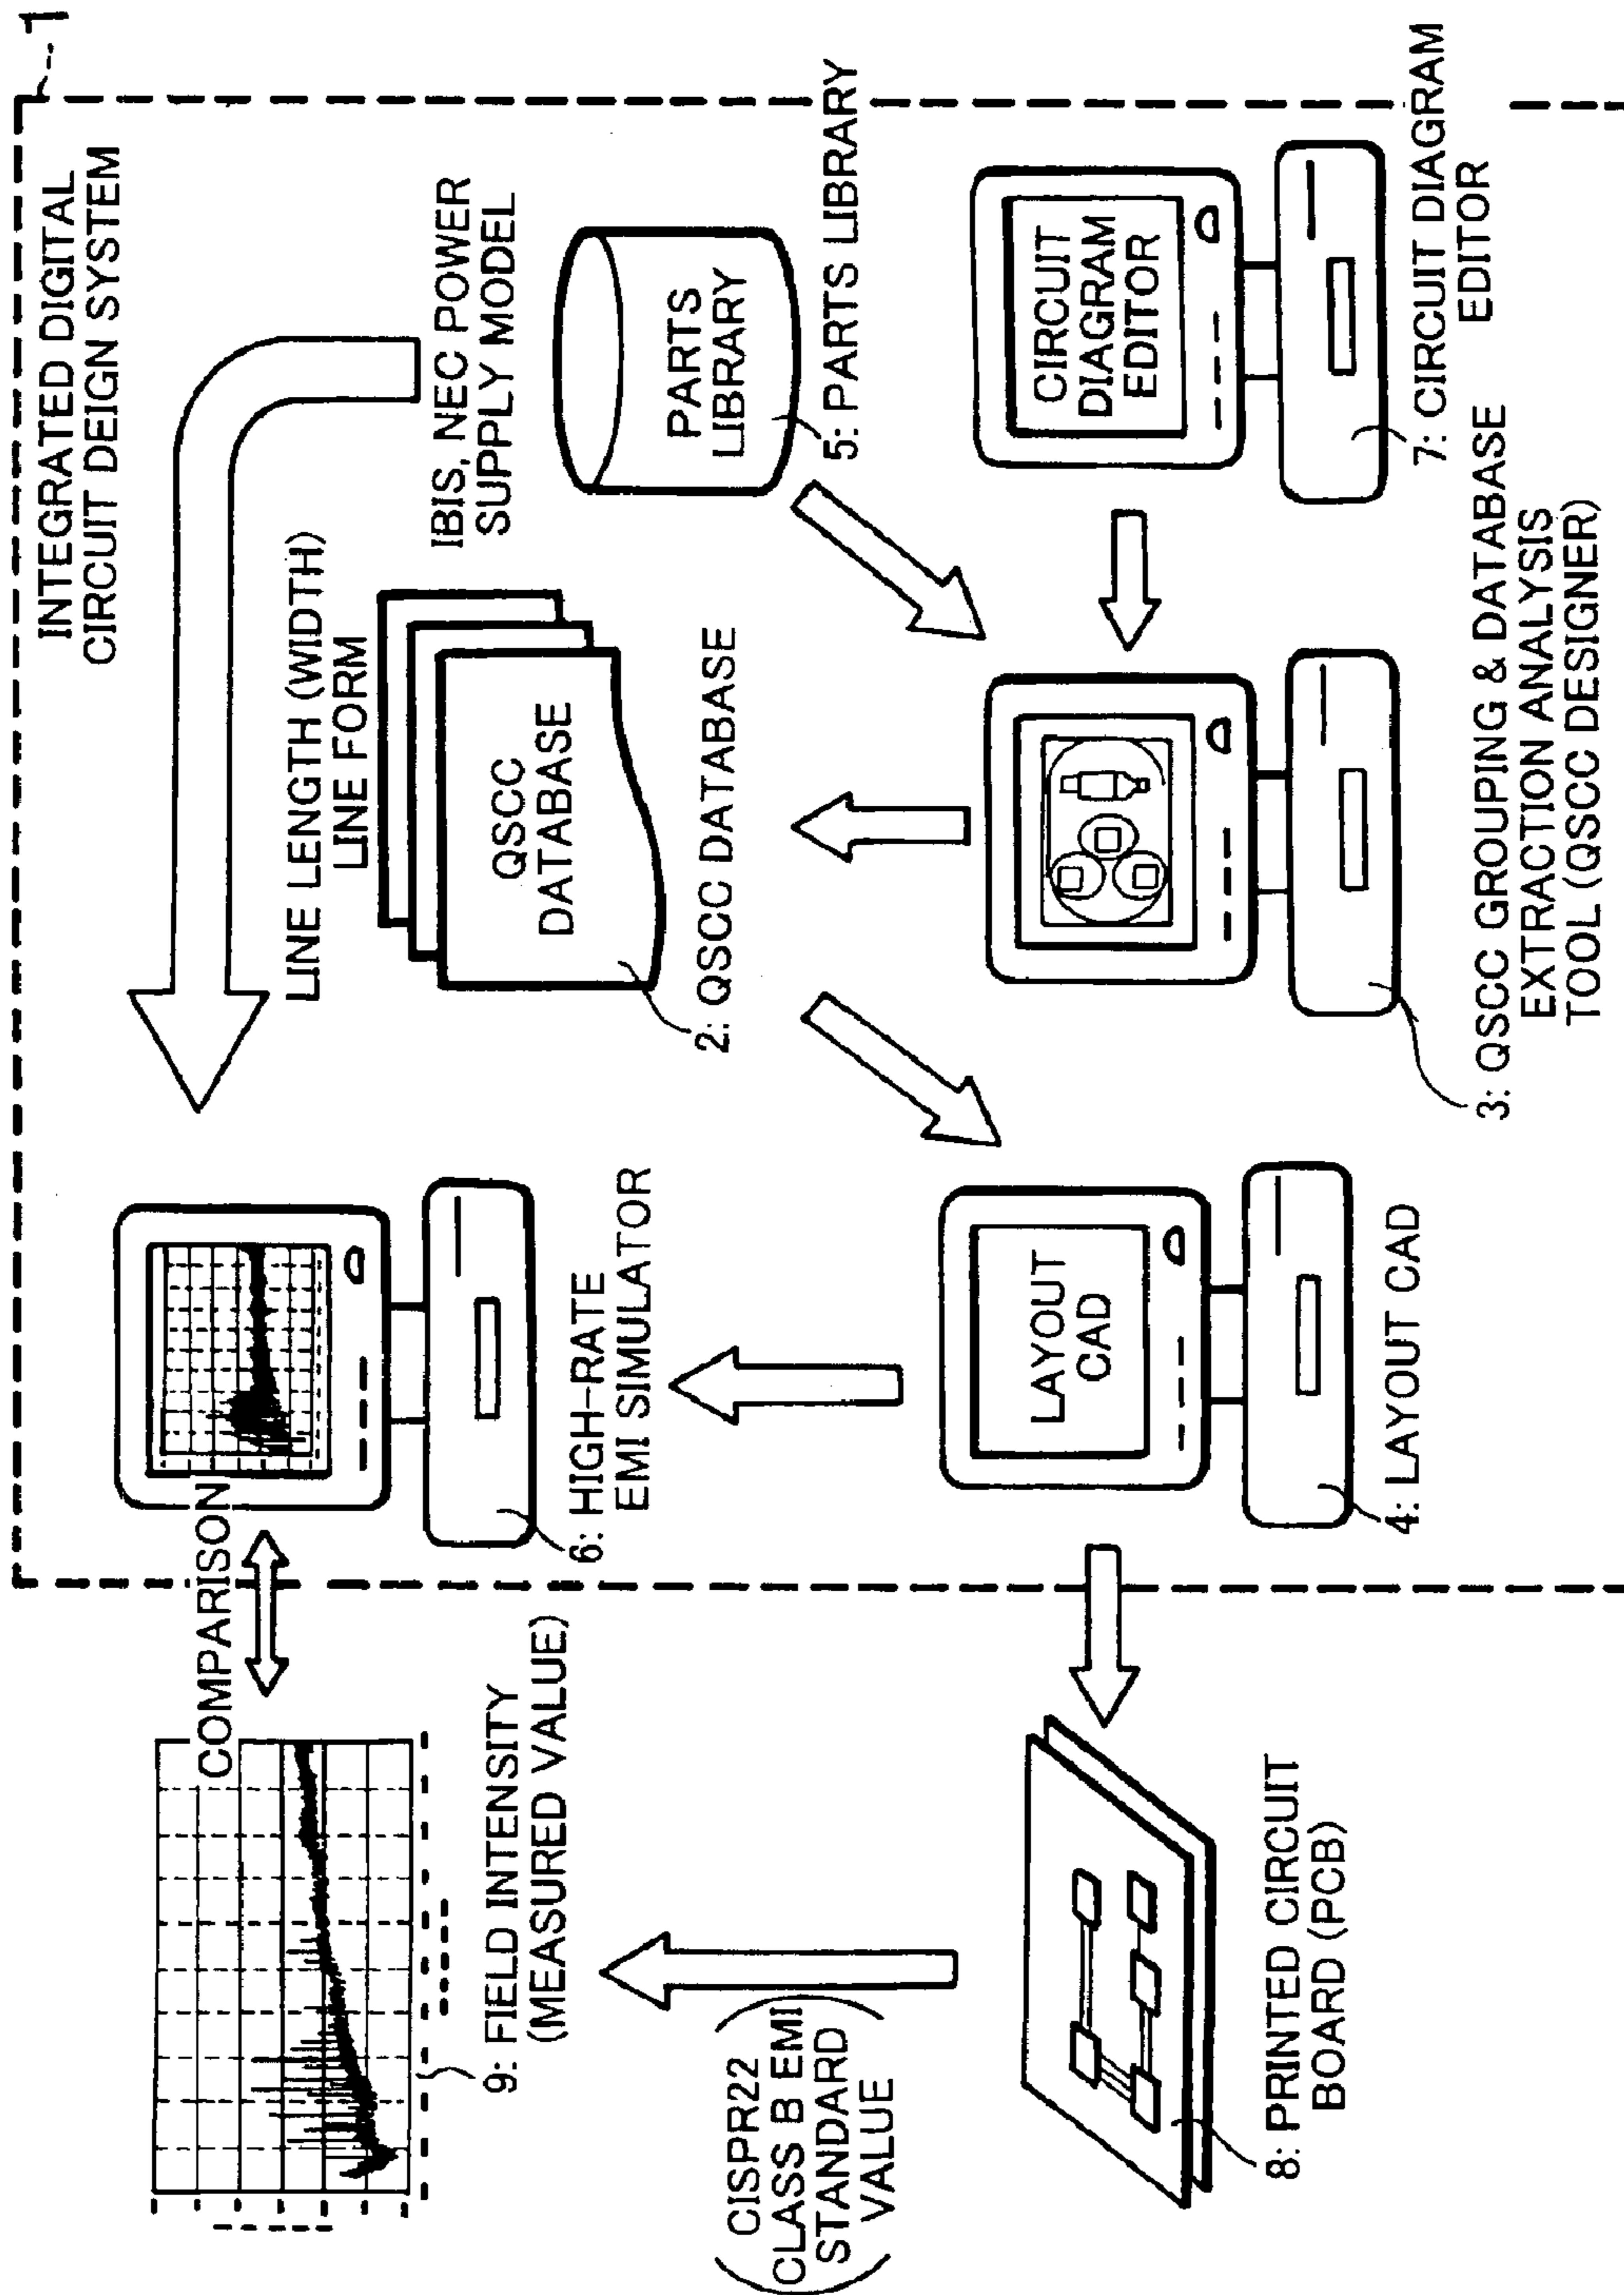 1
INTEGRATED DIGITAL
CIRCUIT DEIGN SYSTEM
COMPARISON
LINE LENGTH (WIDTH)
LINE FORM
IBIS, NEC POWER
SUPPLY MODEL
9: FIELD INTENSITY
(MEASURED VALUE)
6: HIGH-RATE
EMI SIMULATOR
QSCC
DATABASE
2: QSCC DATABASE
PARTS
LIBRARY
5: PARTS LIBRARY
CISPR22
CLASS B EMI
STANDARD
VALUE
8: PRINTED CIRCUIT
BOARD (PCB)
LAYOUT
CAD
4: LAYOUT CAD
3: QSCC GROUPING & DATABASE
EXTRACTION ANALYSIS
TOOL (QSCC DESIGNER)
CIRCUIT
DIAGRAM
EDITOR
7: CIRCUIT DIAGRAM
EDITOR